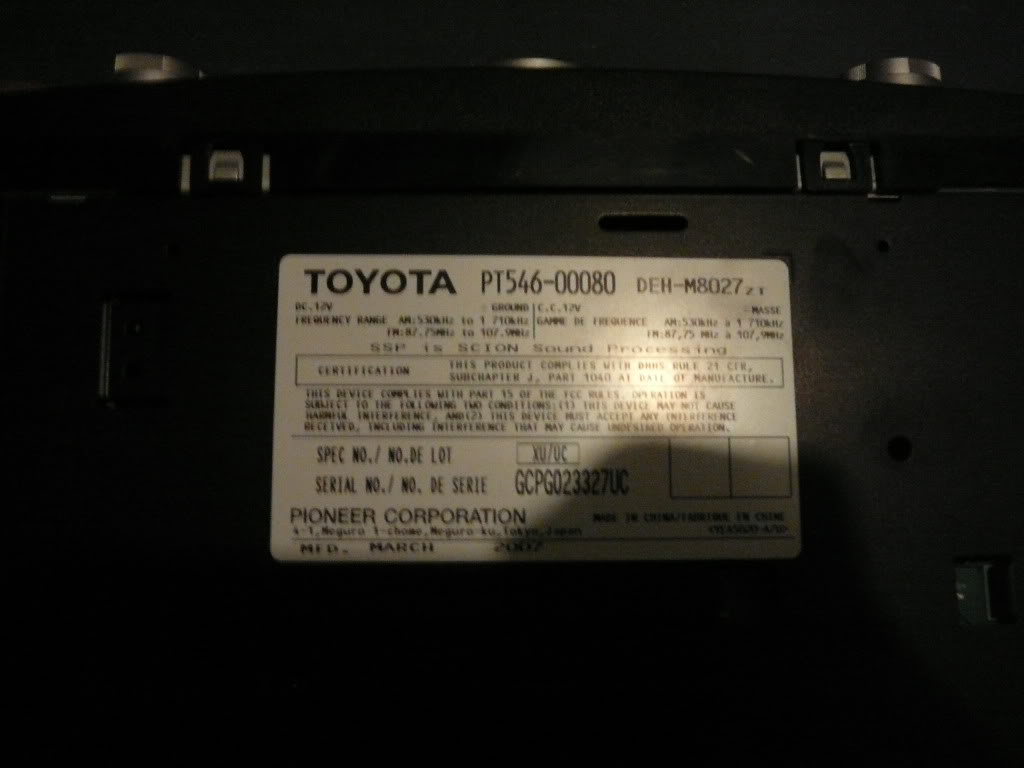 TOYOTA PT546-00080 DEH-M8027ZT
DC.12V ⊖GROUND C.C.12V ⊖MASSE
FREQUENCY RANGE AM:530kHz to 1 710kHz GAMME DE FREQUENCE AM:530kHz à 1 710kHz
FM:87.75MHz to 107.9MHz FM:87,75 MHz à 107,9MHz
SSP is SCION Sound Processing
CERTIFICATION THIS PRODUCT COMPLIES WITH DHHS RULE 21 CFR,
SUBCHAPTER J, PART 1040 AT DATE OF MANUFACTURE.
THIS DEVICE COMPLIES WITH PART 15 OF THE FCC RULES. OPERATION IS
SUBJECT TO THE FOLLOWING TWO CONDITIONS:(1) THIS DEVICE MAY NOT CAUSE
HARMFUL INTERFERENCE, AND(2) THIS DEVICE MUST ACCEPT ANY INTERFERENCE
RECEIVED, INCLUDING INTERFERENCE THAT MAY CAUSE UNDESIRED OPERATION.
SPEC NO./ NO.DE LOT XU/UC
SERIAL NO./ NO. DE SERIE GCPG023327UC
PIONEER CORPORATION MADE IN CHINA/FABRIQUE EN CHINE
4-1,Meguro 1-chome,Meguro-ku,Tokyo,Japan
MFD. MARCH 2007